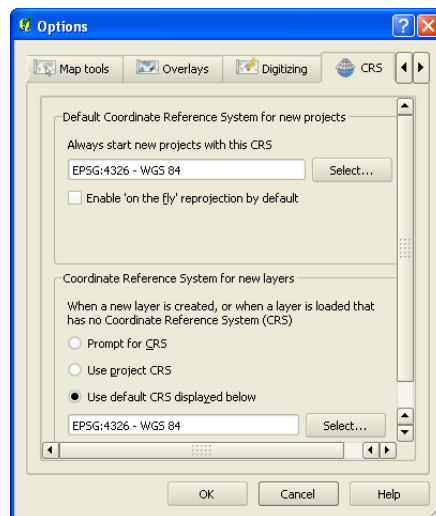 Options
Map tools
Overlays
Digitizing
CRS
Default Coordinate Reference System for new projects
Always start new projects with this CRS
EPSG:4326 - WGS 84
Select...
Enable 'on the fly' reprojection by default
Coordinate Reference System for new layers
When a new layer is created, or when a layer is loaded that
has no Coordinate Reference System (CRS)
Prompt for CRS
Use project CRS
Use default CRS displayed below
EPSG:4326 - WGS 84
Select...
OK
Cancel
Help